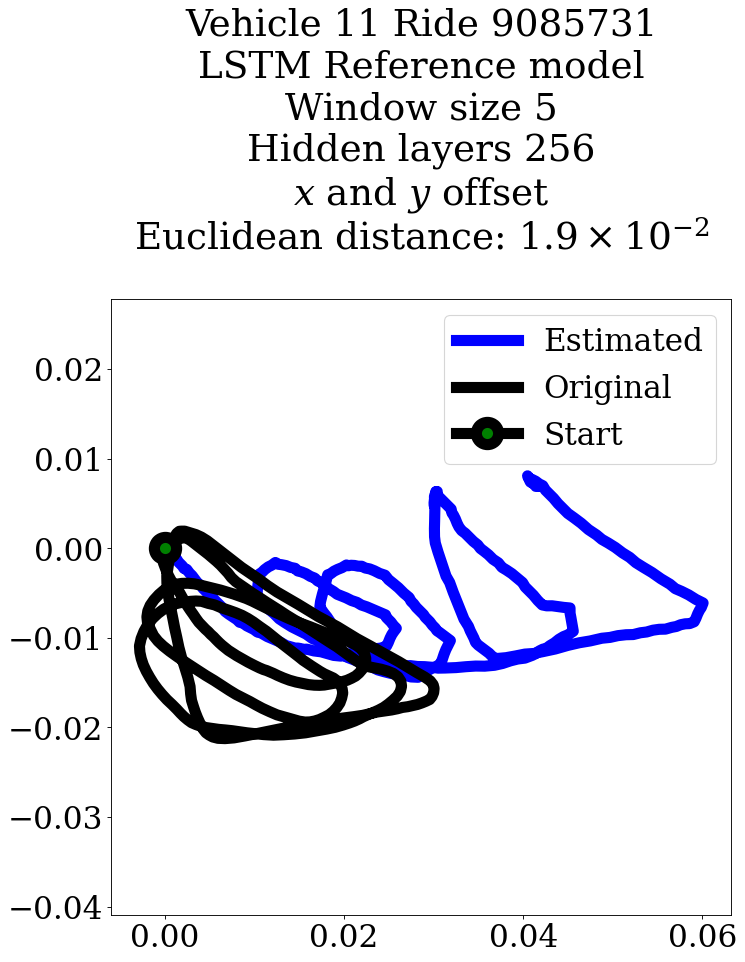 Vehicle 11 Ride 9085731
LSTM Reference model
Window size 5
Hidden layers 256
x and y offset
Euclidean distance: 1.9 × 10⁻²
Estimated
Original
Start
0.02
0.01
0.00
−0.01
−0.02
−0.03
−0.04
0.00 0.02 0.04 0.06